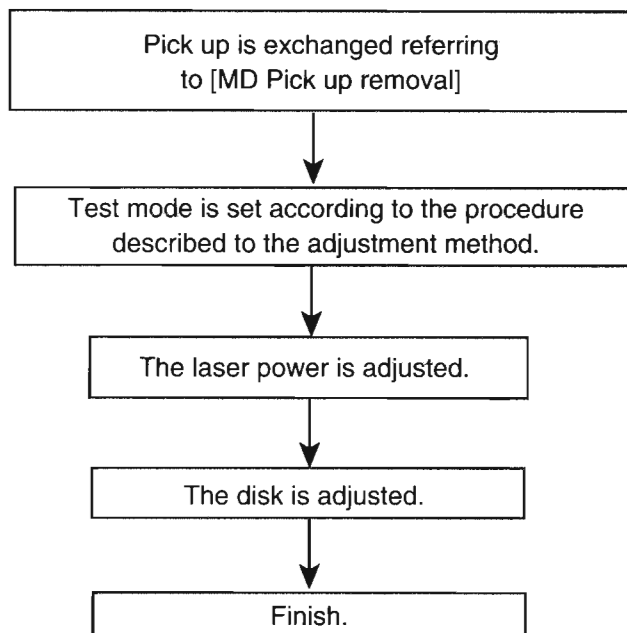 Pick up is exchanged referring
to [MD Pick up removal]
Test mode is set according to the procedure
described to the adjustment method.
The laser power is adjusted.
The disk is adjusted.
Finish.